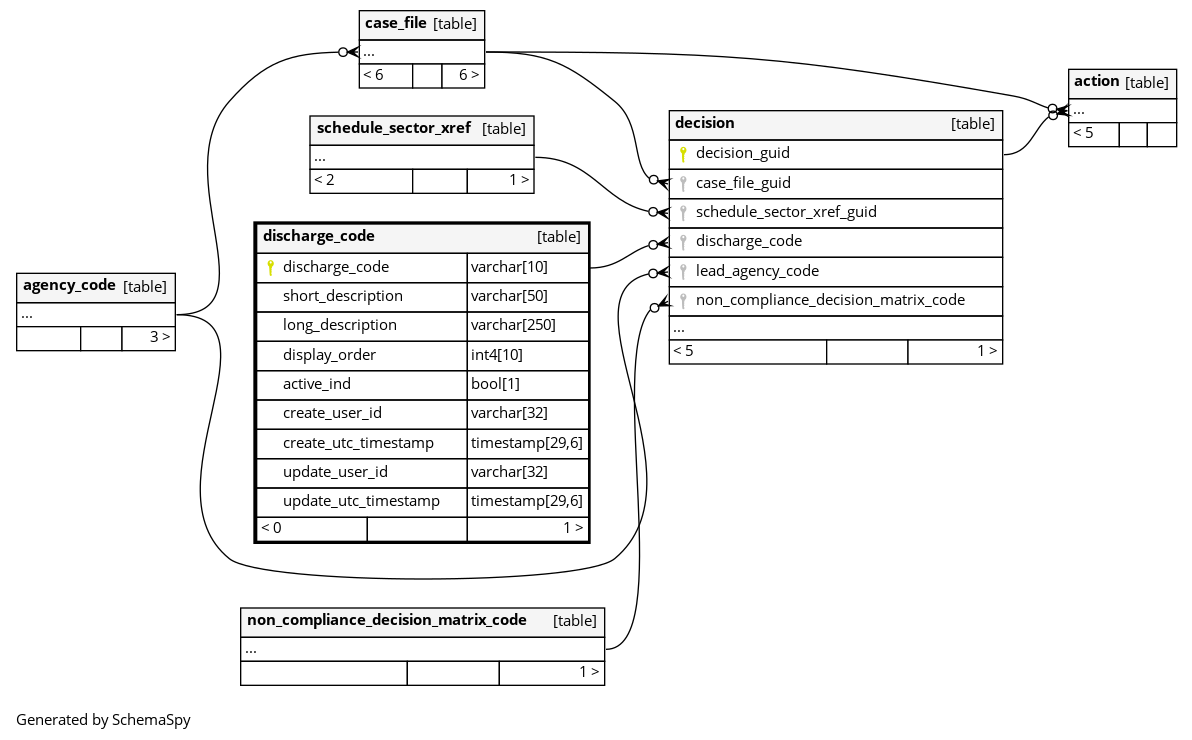 case_file [table]
...
< 6 6 >
schedule_sector_xref [table]
...
< 2 1 >
discharge_code [table]
discharge_code varchar[10]
short_description varchar[50]
long_description varchar[250]
display_order int4[10]
active_ind bool[1]
create_user_id varchar[32]
create_utc_timestamp timestamp[29,6]
update_user_id varchar[32]
update_utc_timestamp timestamp[29,6]
< 0 1 >
agency_code [table]
...
3 >
non_compliance_decision_matrix_code [table]
...
1 >
decision [table]
decision_guid
case_file_guid
schedule_sector_xref_guid
discharge_code
lead_agency_code
non_compliance_decision_matrix_code
...
< 5 1 >
action [table]
...
< 5
Generated by SchemaSpy